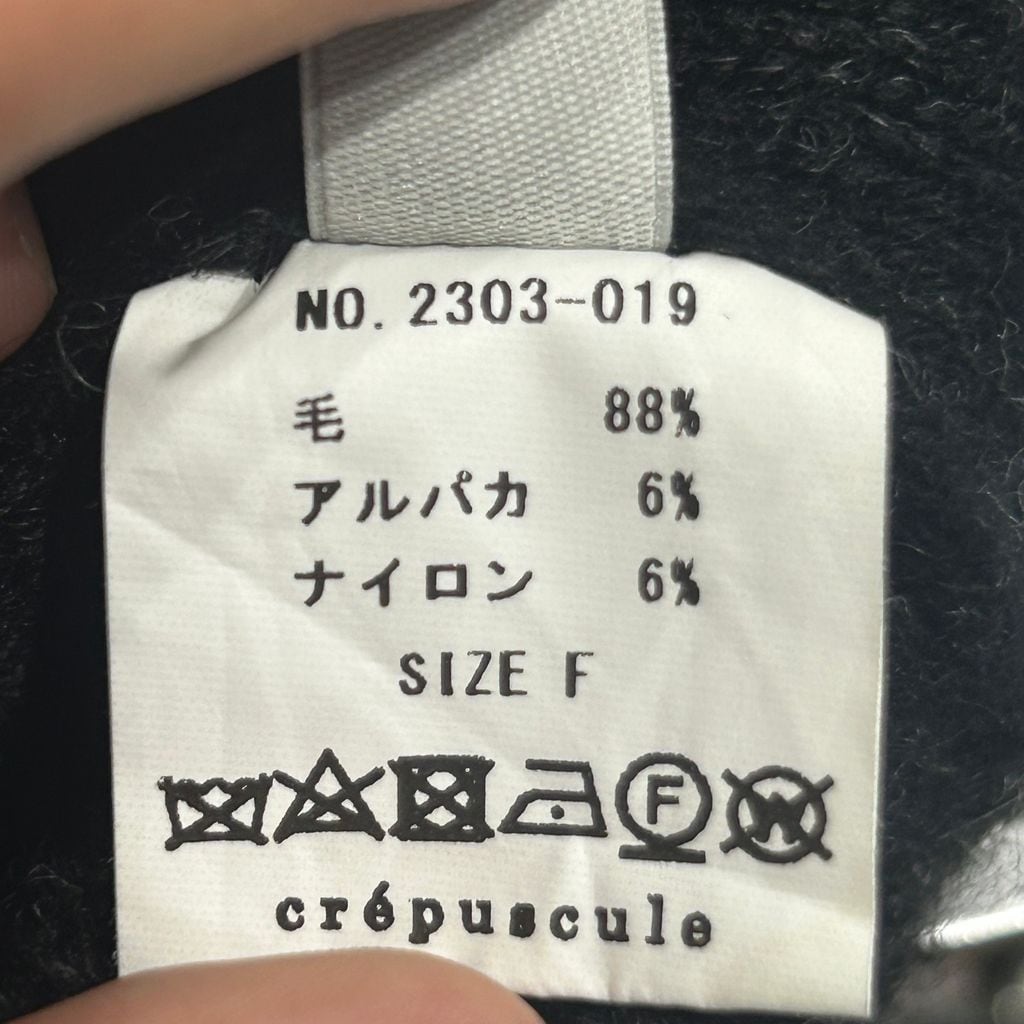 NO. 2303-019
毛 88%
アルパカ 6%
ナイロン 6%
SIZE F
F W
crépuscule